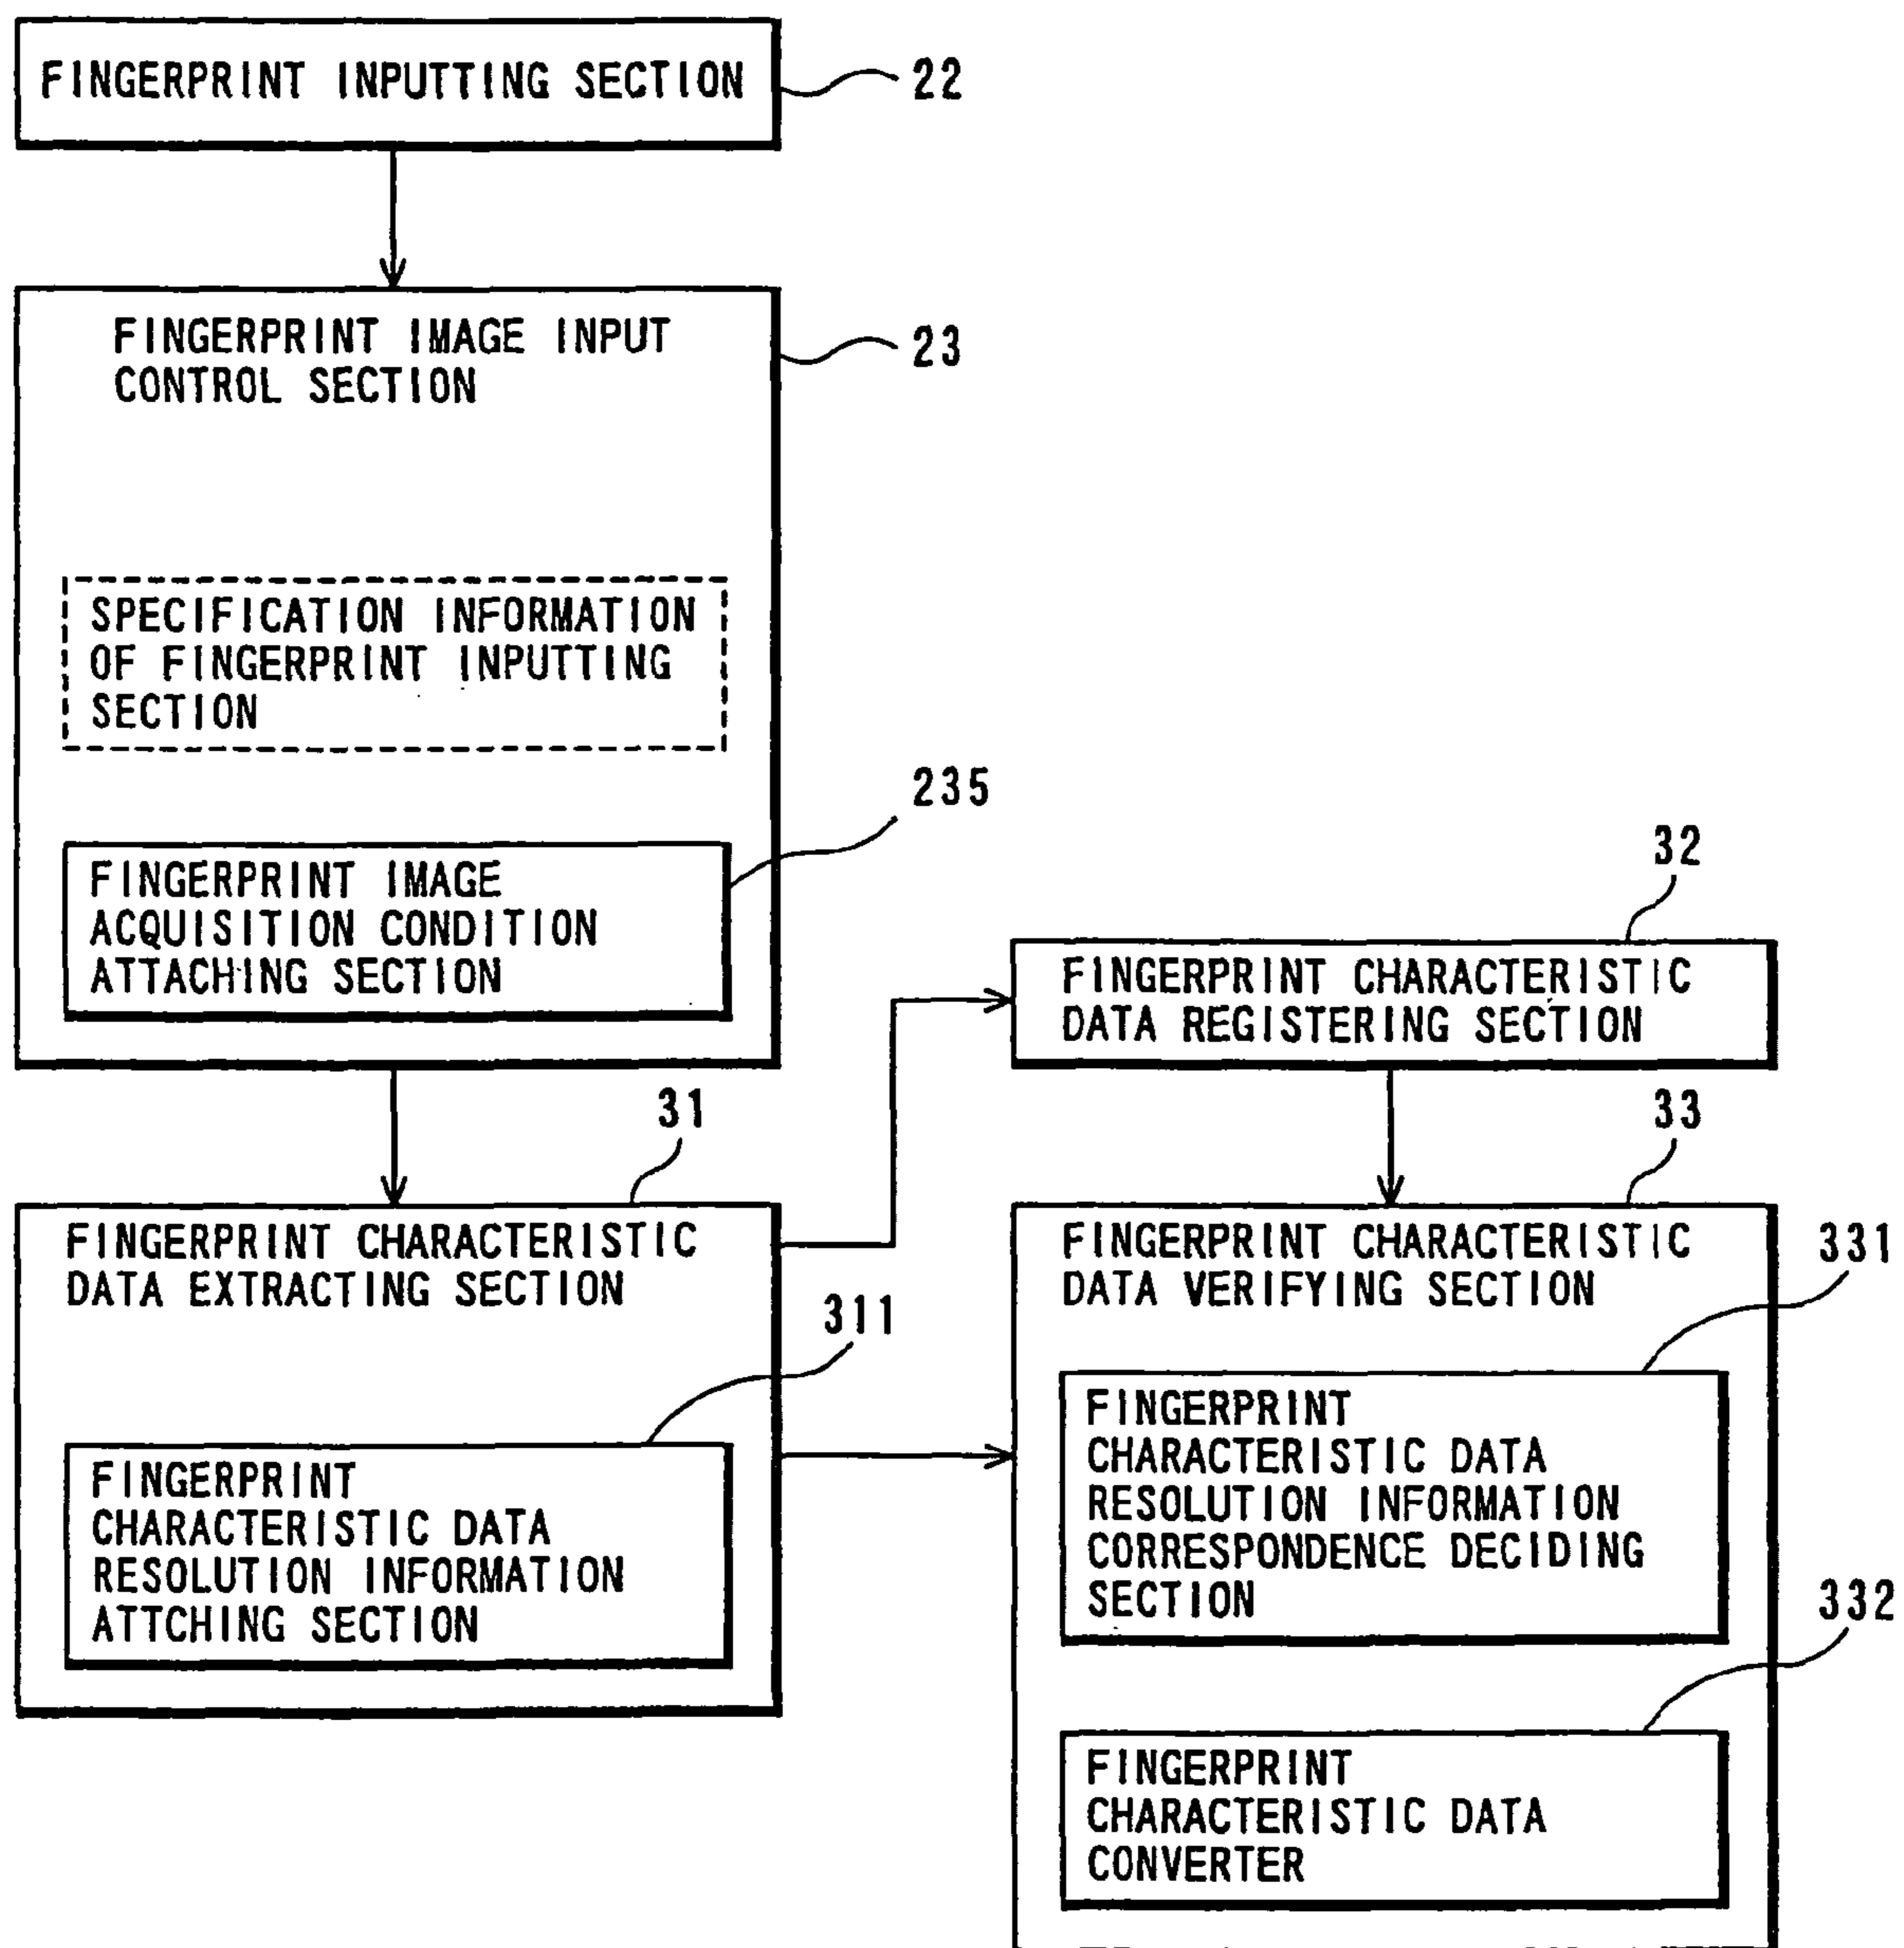 FINGERPRINT INPUTTING SECTION
22
FINGERPRINT IMAGE INPUT
CONTROL SECTION
23
SPECIFICATION INFORMATION
OF FINGERPRINT INPUTTING
SECTION
235
FINGERPRINT IMAGE
ACQUISITION CONDITION
ATTACHING SECTION
32
FINGERPRINT CHARACTERISTIC
DATA REGISTERING SECTION
31
FINGERPRINT CHARACTERISTIC
DATA EXTRACTING SECTION
311
FINGERPRINT
CHARACTERISTIC DATA
RESOLUTION INFORMATION
ATTCHING SECTION
33
FINGERPRINT CHARACTERISTIC
DATA VERIFYING SECTION
331
FINGERPRINT
CHARACTERISTIC DATA
RESOLUTION INFORMATION
CORRESPONDENCE DECIDING
SECTION
332
FINGERPRINT
CHARACTERISTIC DATA
CONVERTER